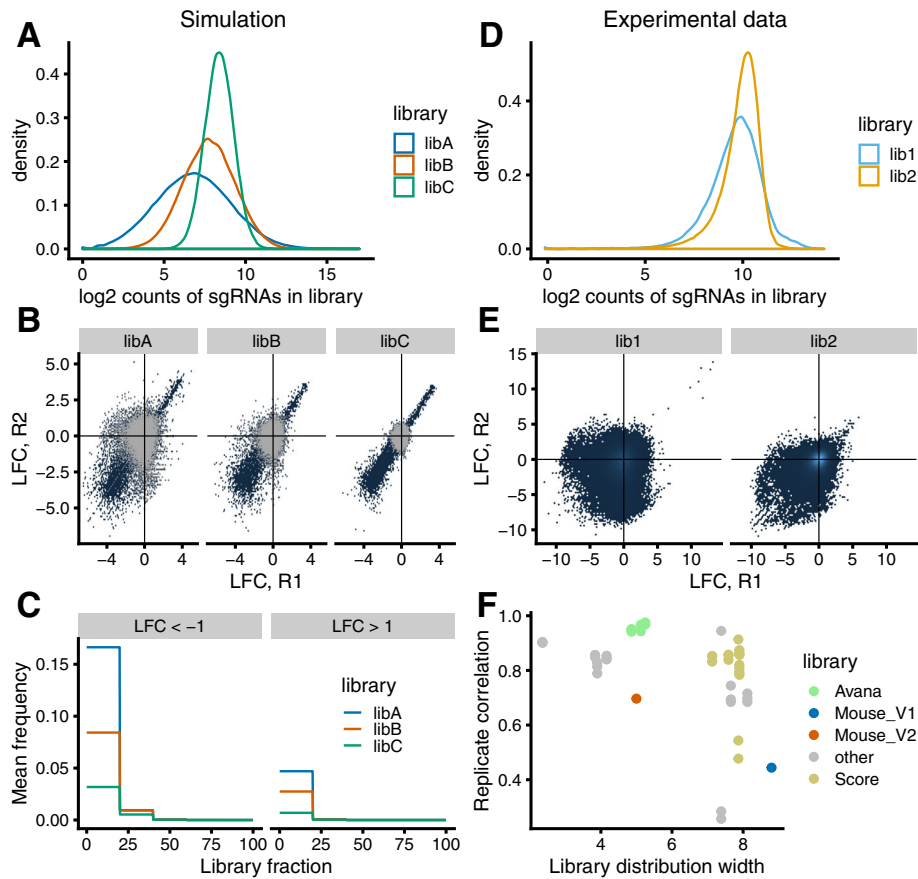 A
Simulation
density
0.4
0.3
0.2
0.1
0.0
0
5
10
15
log2 counts of sgRNAs in library
library
libA
libB
libC
D
Experimental data
density
0.4
0.2
0.0
0
5
10
log2 counts of sgRNAs in library
library
lib1
lib2
B
libA
libB
libC
LFC, R2
5.0
2.5
0.0
−2.5
−5.0
−4
0
4
−4
0
4
−4
0
4
LFC, R1
E
lib1
lib2
LFC, R2
15
10
5
0
−5
−10
−10
−5
0
5
10
−10
−5
0
5
10
LFC, R1
C
LFC < −1
LFC > 1
Mean frequency
0.15
0.10
0.05
0.00
0
25
50
75
100
0
25
50
75
100
Library fraction
library
libA
libB
libC
F
Replicate correlation
1.0
0.8
0.6
0.4
4
6
8
Library distribution width
library
Avana
Mouse_V1
Mouse_V2
other
Score